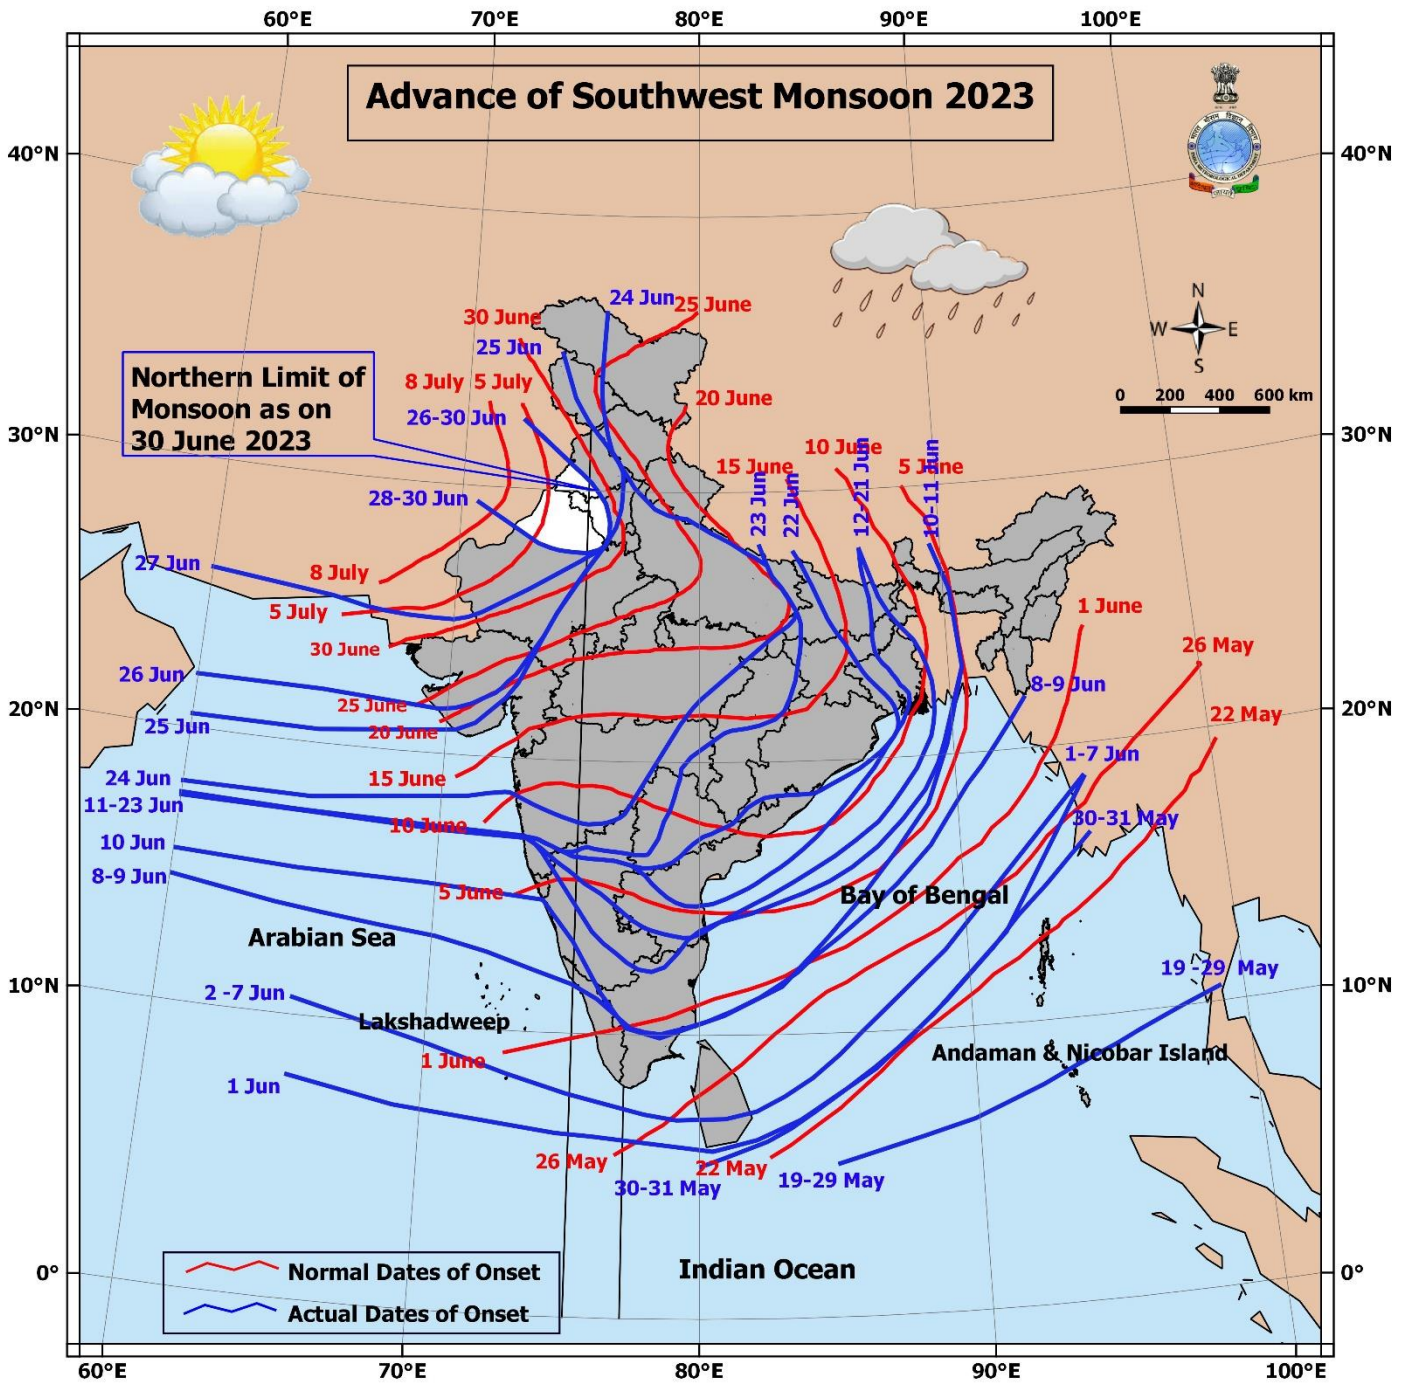 60°E
70°E
80°E
90°E
100°E
Advance of Southwest Monsoon 2023
40°N
40°N
N
W
E
S
24 Jun
25 June
30 June
25 Jun
Northern Limit of
Monsoon as on
30 June 2023
8 July
5 July
26-30 Jun
20 June
0
200
400
600 km
30°N
30°N
10 June
15 June
5 June
23 Jun
22 Jun
12-21 Jun
10-11 Jun
28-30 Jun
27 Jun
8 July
5 July
30 June
1 June
26 May
26 Jun
8-9 Jun
25 June
22 May
20°N
20°N
25 Jun
20 June
1-7 Jun
24 Jun
15 June
11-23 Jun
10 June
30-31 May
10 Jun
8-9 Jun
5 June
Bay of Bengal
Arabian Sea
19 -29 May
10°N
10°N
2 -7 Jun
Lakshadweep
1 June
Andaman & Nicobar Island
1 Jun
26 May
22 May
30-31 May
19-29 May
Indian Ocean
0°
0°
Normal Dates of Onset
Actual Dates of Onset
60°E
70°E
80°E
90°E
100°E